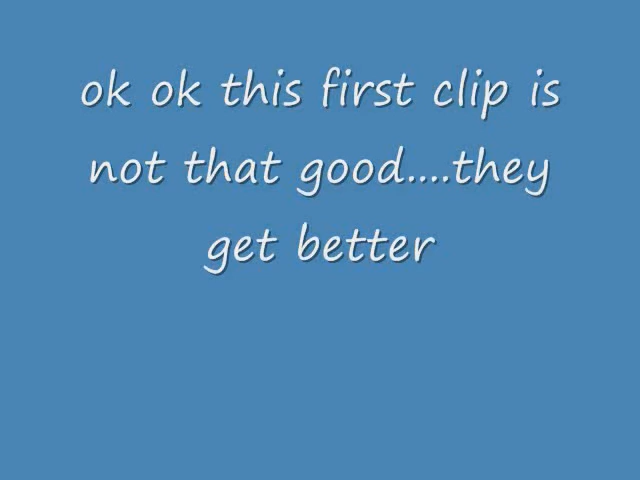 ok ok this first clip is
not that good....they
get better